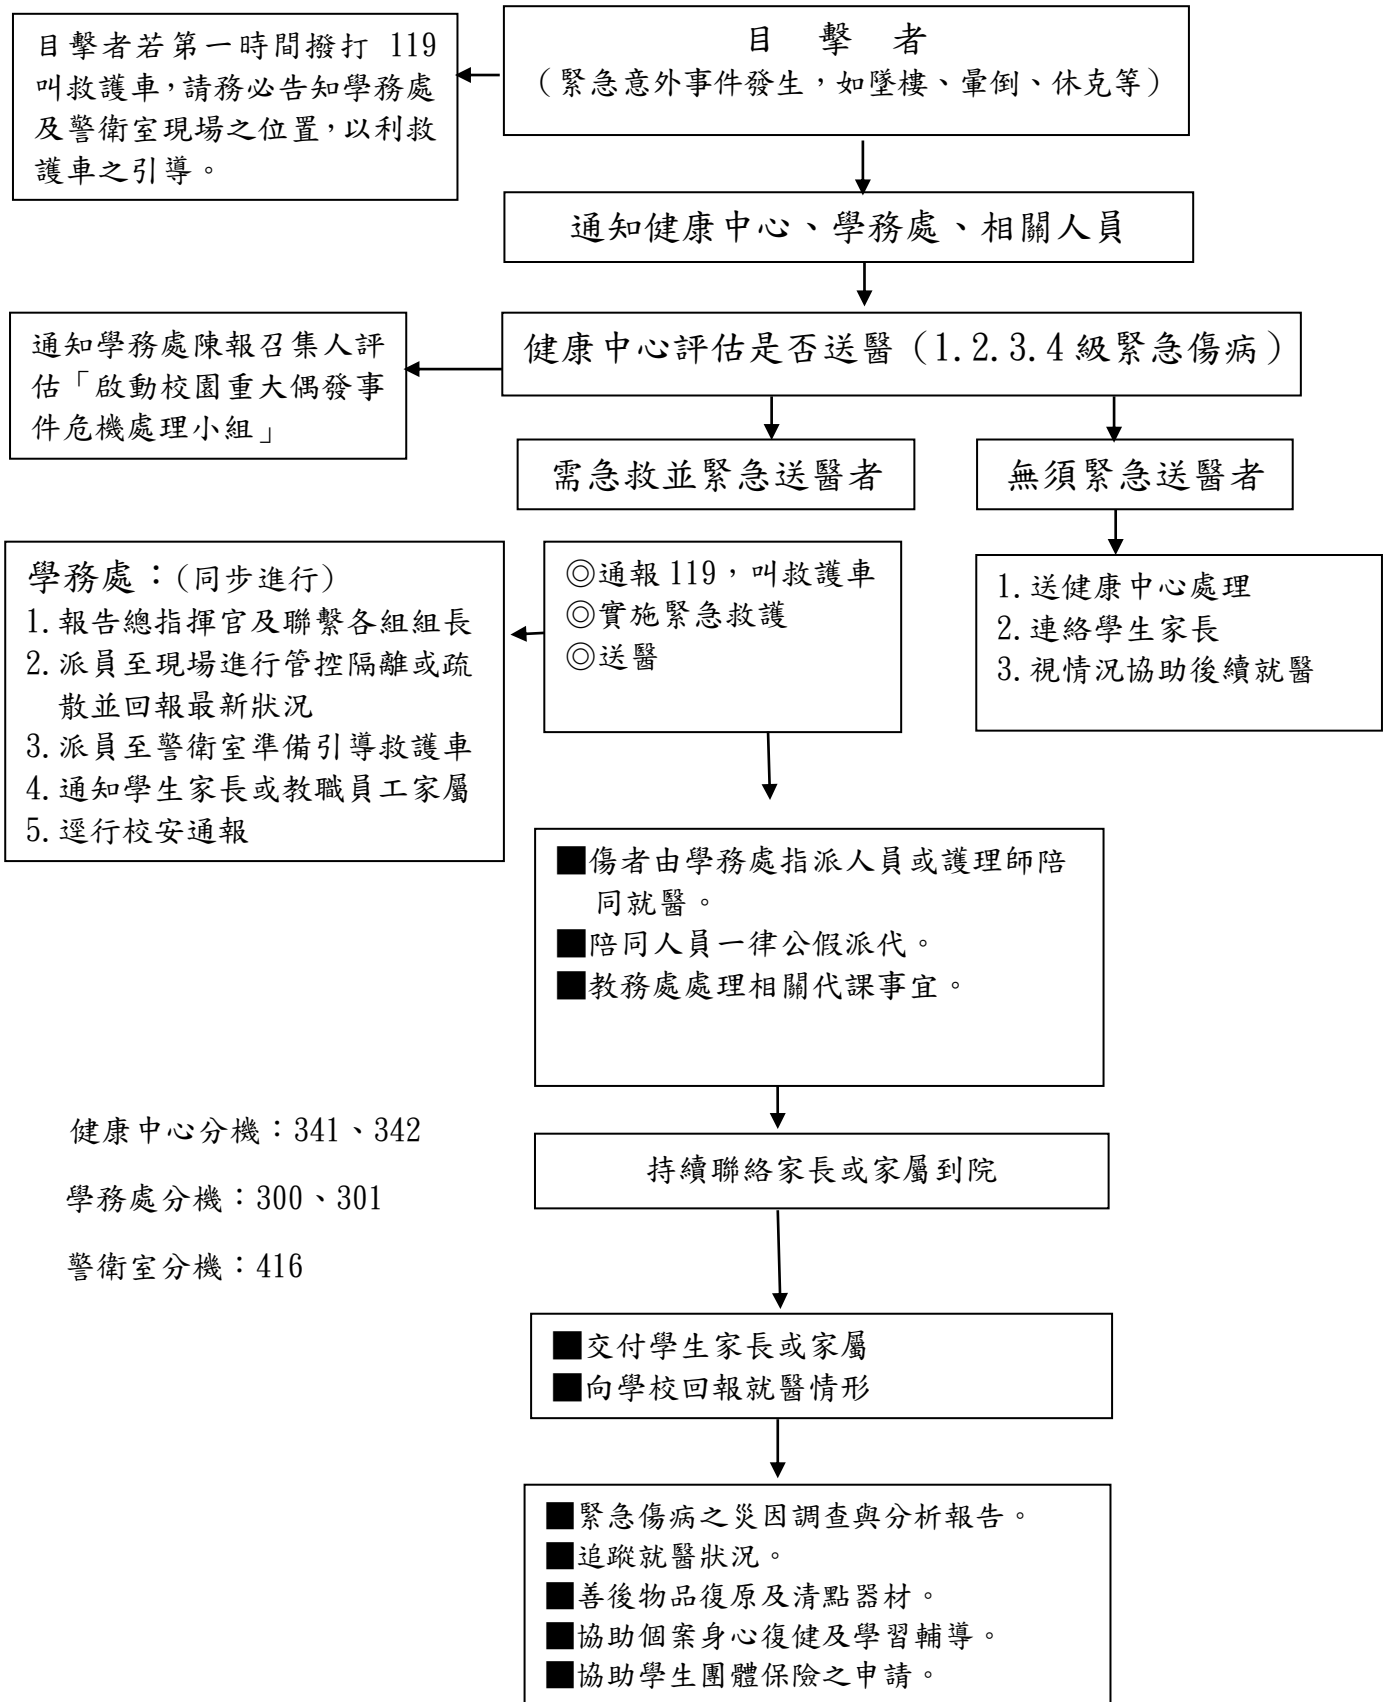 目擊者若第一時間撥打 119
叫救護車，請務必告知學務處
及警衛室現場之位置，以利救
護車之引導。
目 擊 者
（緊急意外事件發生，如墜樓、暈倒、休克等）
通知健康中心、學務處、相關人員
通知學務處陳報召集人評
估「啟動校園重大偶發事
件危機處理小組」
健康中心評估是否送醫（1.2.3.4 級緊急傷病）
需急救並緊急送醫者
無須緊急送醫者
學務處：(同步進行)
1.報告總指揮官及聯繫各組組長
2.派員至現場進行管控隔離或疏
散並回報最新狀況
3.派員至警衛室準備引導救護車
4.通知學生家長或教職員工家屬
5.逕行校安通報
◎通報 119，叫救護車
◎實施緊急救護
◎送醫
1.送健康中心處理
2.連絡學生家長
3.視情況協助後續就醫
■傷者由學務處指派人員或護理師陪
同就醫。
■陪同人員一律公假派代。
■教務處處理相關代課事宜。
健康中心分機：341、342
學務處分機：300、301
警衛室分機：416
持續聯絡家長或家屬到院
■交付學生家長或家屬
■向學校回報就醫情形
■緊急傷病之災因調查與分析報告。
■追蹤就醫狀況。
■善後物品復原及清點器材。
■協助個案身心復健及學習輔導。
■協助學生團體保險之申請。